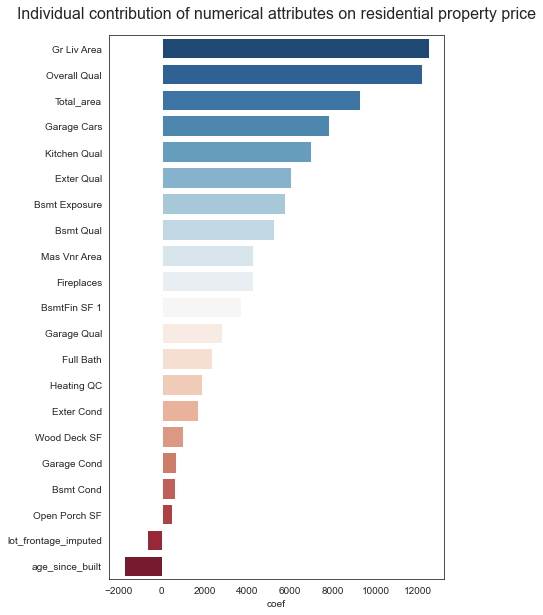 Individual contribution of numerical attributes on residential property price
Gr Liv Area
Overall Qual
Total_area
Garage Cars
Kitchen Qual
Exter Qual
Bsmt Exposure
Bsmt Qual
Mas Vnr Area
Fireplaces
BsmtFin SF 1
Garage Qual
Full Bath
Heating QC
Exter Cond
Wood Deck SF
Garage Cond
Bsmt Cond
Open Porch SF
lot_frontage_imputed
age_since_built
−2000 0 2000 4000 6000 8000 10000 12000
coef